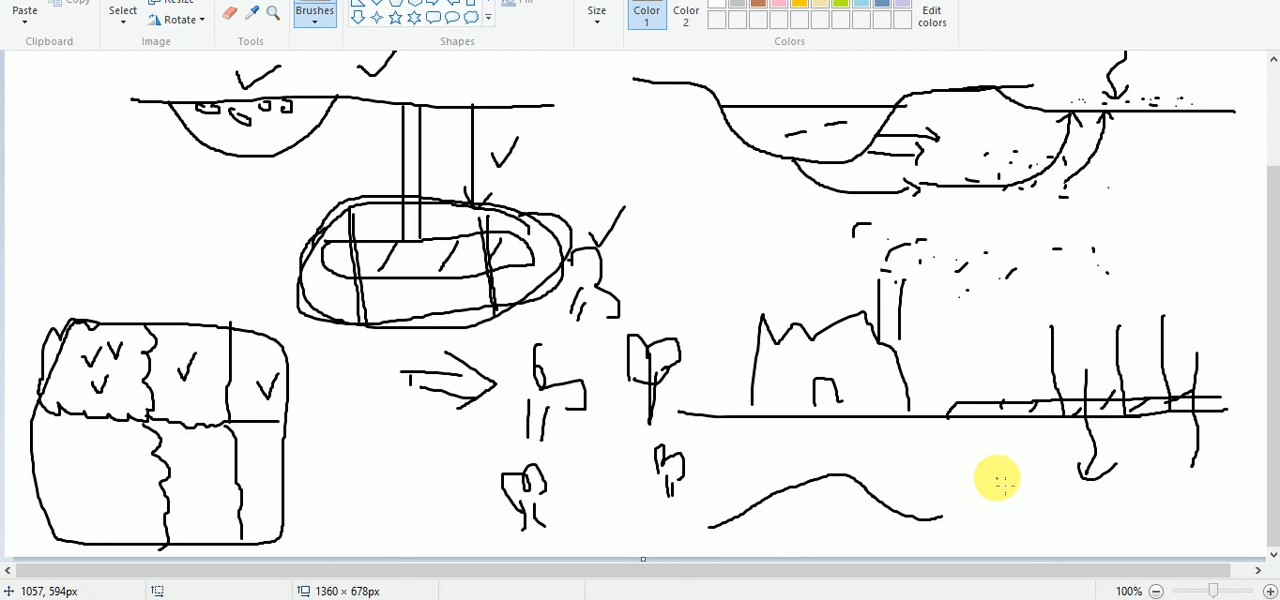 Paste
Select
Rotate
Brushes
Fill
Size
Color 1
Color 2
Edit colors
Clipboard
Image
Tools
Shapes
Colors
1057, 594px
1360 × 678px
100%